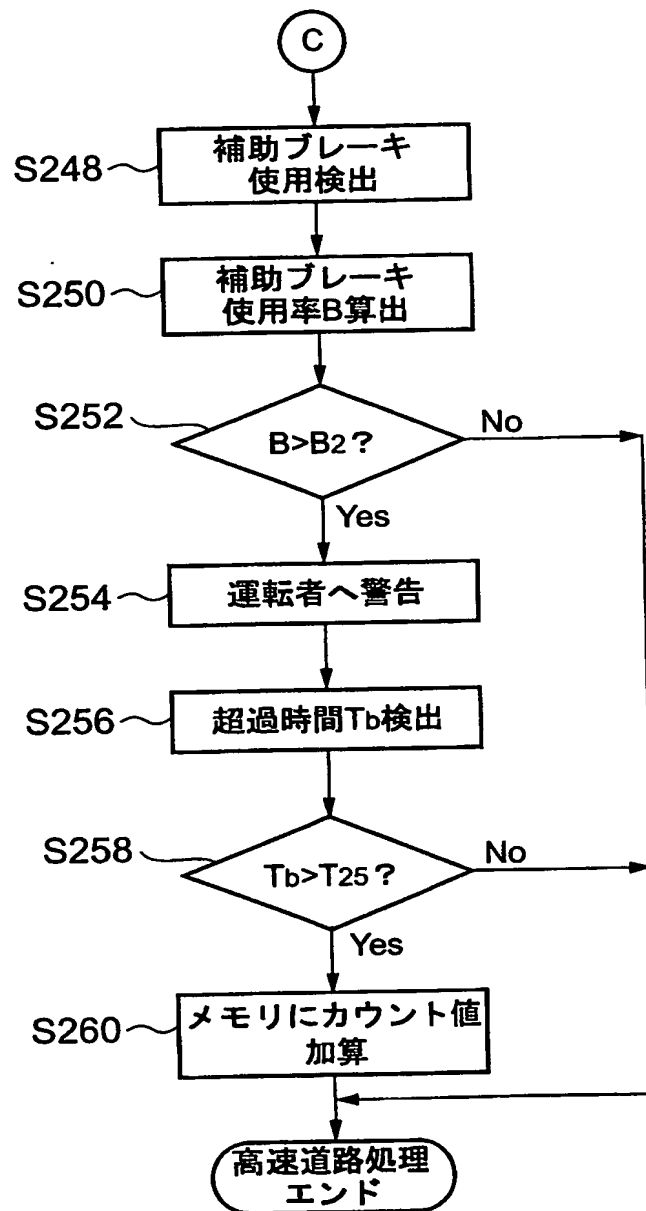 C
S248
補助ブレーキ
使用検出
S250
補助ブレーキ
使用率B算出
S252
B>B2?
No
Yes
S254
運転者へ警告
S256
超過時間Tb検出
S258
Tb>T25?
No
Yes
S260
メモリにカウント値
加算
高速道路処理
エンド